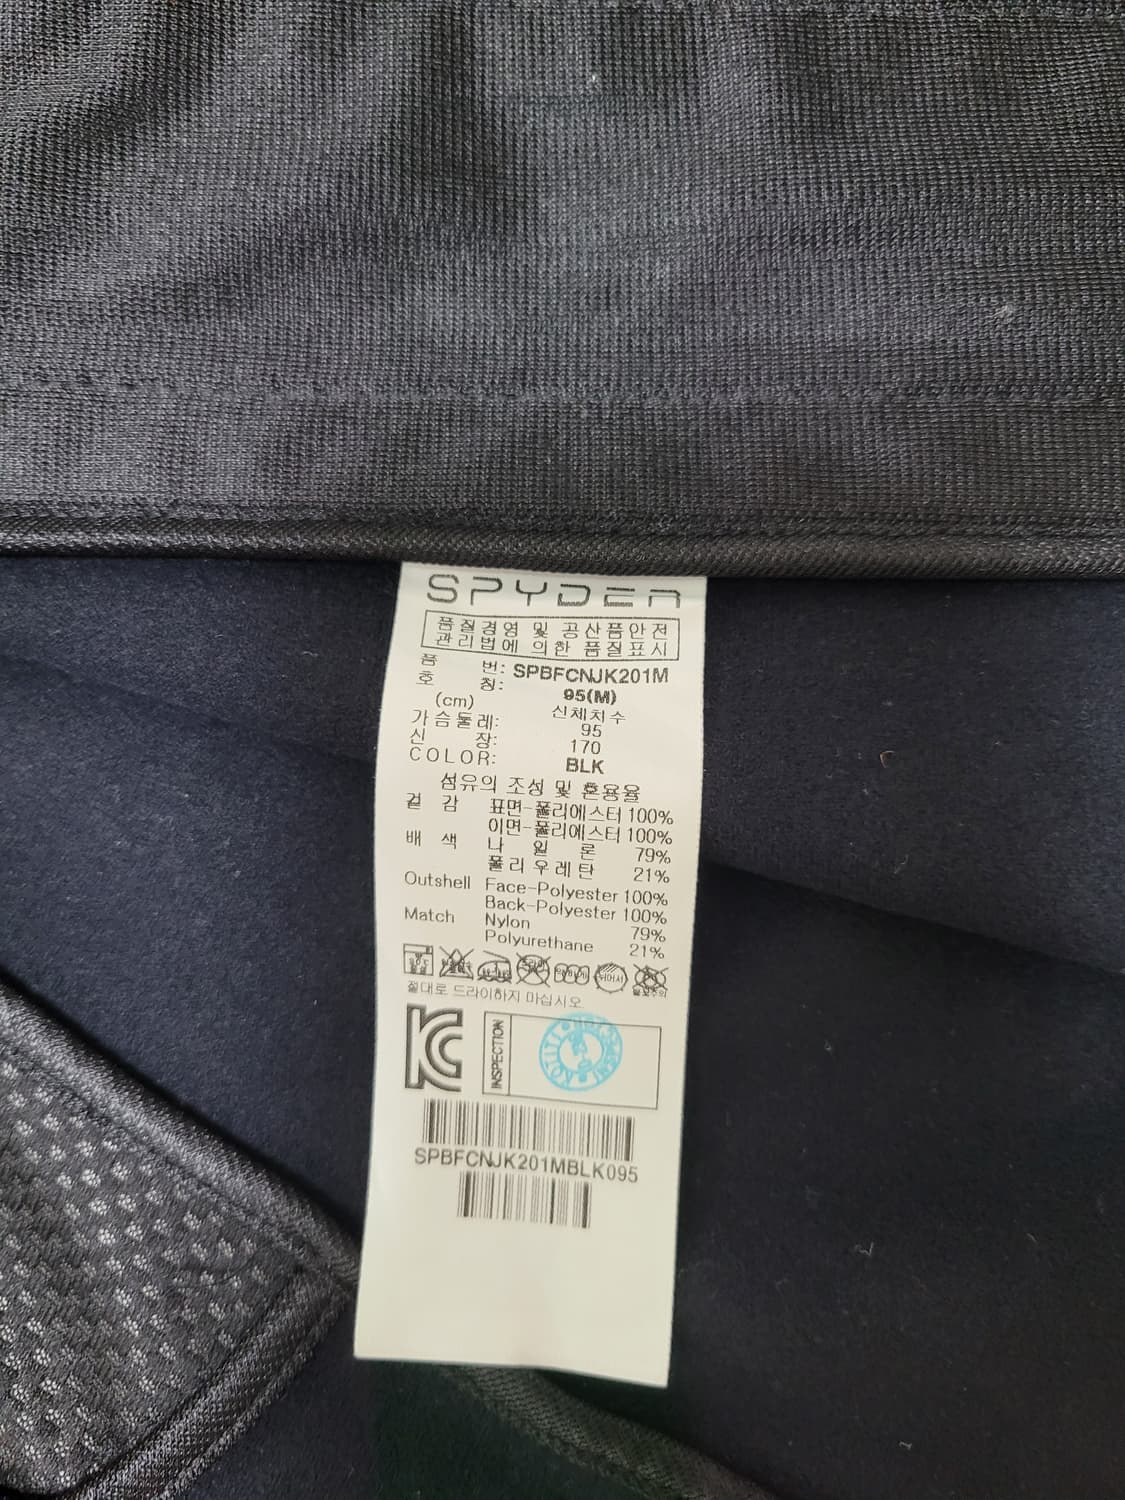 SPYDER
품질경영 및 공산품안전
관리법에 의한 품질표시
품 번: SPBFCNJK201M
호 칭: 95(M)
(cm) 신체치수
가슴둘레: 95
신 장: 170
COLOR: BLK
섬유의 조성 및 혼용율
겉 감 표면-폴리에스터 100%
이면-폴리에스터 100%
배 색 나 일 론 79%
폴리우레탄 21%
Outshell Face-Polyester 100%
Back-Polyester 100%
Match Nylon 79%
Polyurethane 21%
절대로 드라이하지 마십시오
KC INSPECTION KOTITI
SPBFCNJK201MBLK095